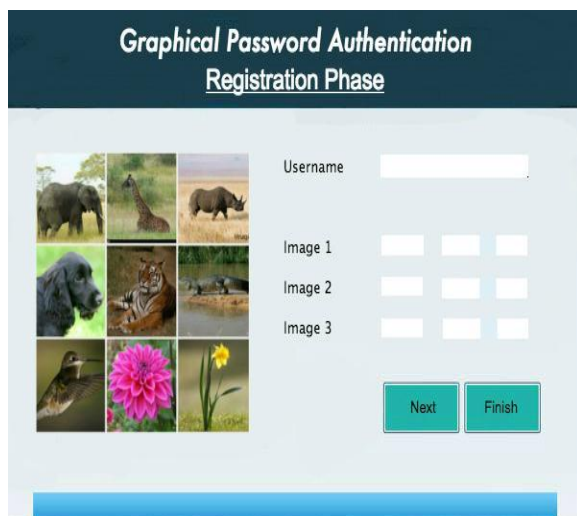 Graphical Password Authentication
Registration Phase
Username
Image 1
Image 2
Image 3
Next
Finish